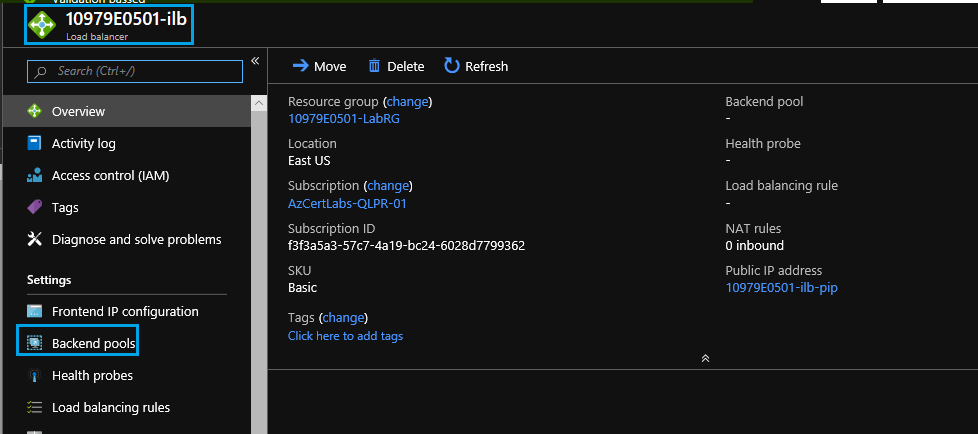 Validation passed
10979E0501-ilb
Load balancer
Search (Ctrl+/)
«
Overview
Activity log
Access control (IAM)
Tags
Diagnose and solve problems
Settings
Frontend IP configuration
Backend pools
Health probes
Load balancing rules
Move
Delete
Refresh
Resource group (change)
10979E0501-LabRG
Location
East US
Subscription (change)
AzCertLabs-QLPR-01
Subscription ID
f3f3a5a3-57c7-4a19-bc24-6028d7799362
SKU
Basic
Tags (change)
Click here to add tags
Backend pool
-
Health probe
-
Load balancing rule
-
NAT rules
0 inbound
Public IP address
10979E0501-ilb-pip